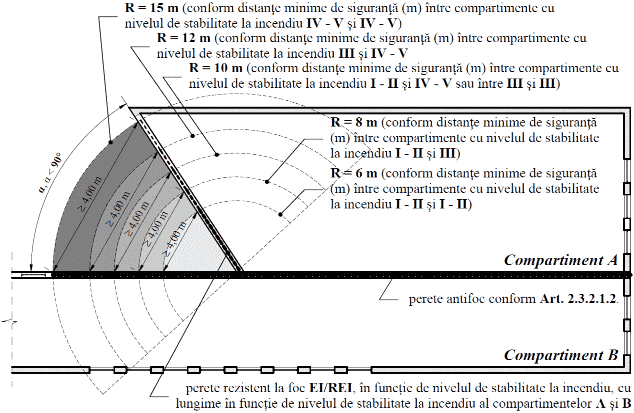 R = 15 m (conform distanțe minime de siguranță (m) între compartimente cu
nivelul de stabilitate la incendiu IV - V și IV - V)
R = 12 m (conform distanțe minime de siguranță (m) între compartimente cu
nivelul de stabilitate la incendiu III și IV - V
R = 10 m (conform distanțe minime de siguranță (m) între compartimente cu
nivelul de stabilitate la incendiu I - II și IV - V sau între III și III)
R = 8 m (conform distanțe minime de siguranță
(m) între compartimente cu nivelul de stabilitate
la incendiu I - II și III)
R = 6 m (conform distanțe minime de siguranță
(m) între compartimente cu nivelul de stabilitate
la incendiu I - II și I - II)
α, α < 90°
≥ 4,00 m
≥ 4,00 m
≥ 4,00 m
≥ 4,00 m
≥ 4,00 m
Compartiment A
perete antifoc conform Art. 2.3.2.1.2.
Compartiment B
perete rezistent la foc EI/REI, în funcție de nivelul de stabilitate la incendiu, cu
lungime în funcție de nivelul de stabilitate la incendiu al compartimentelor A și B